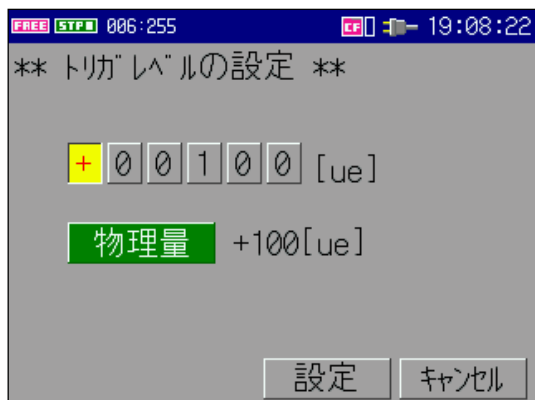 FREE STP 006:255 CF 19:08:22
** トリガレベルの設定 **
+ 0 0 1 0 0 [ue]
物理量 +100[ue]
設定 キャンセル